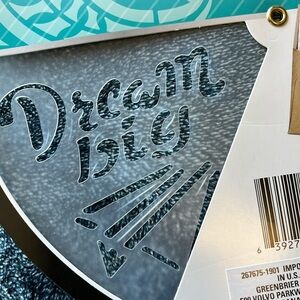 Dream
big
6 3927
267675-1901 IMPO
IN U.S.
GREENBRIER
VOLVO PARKW